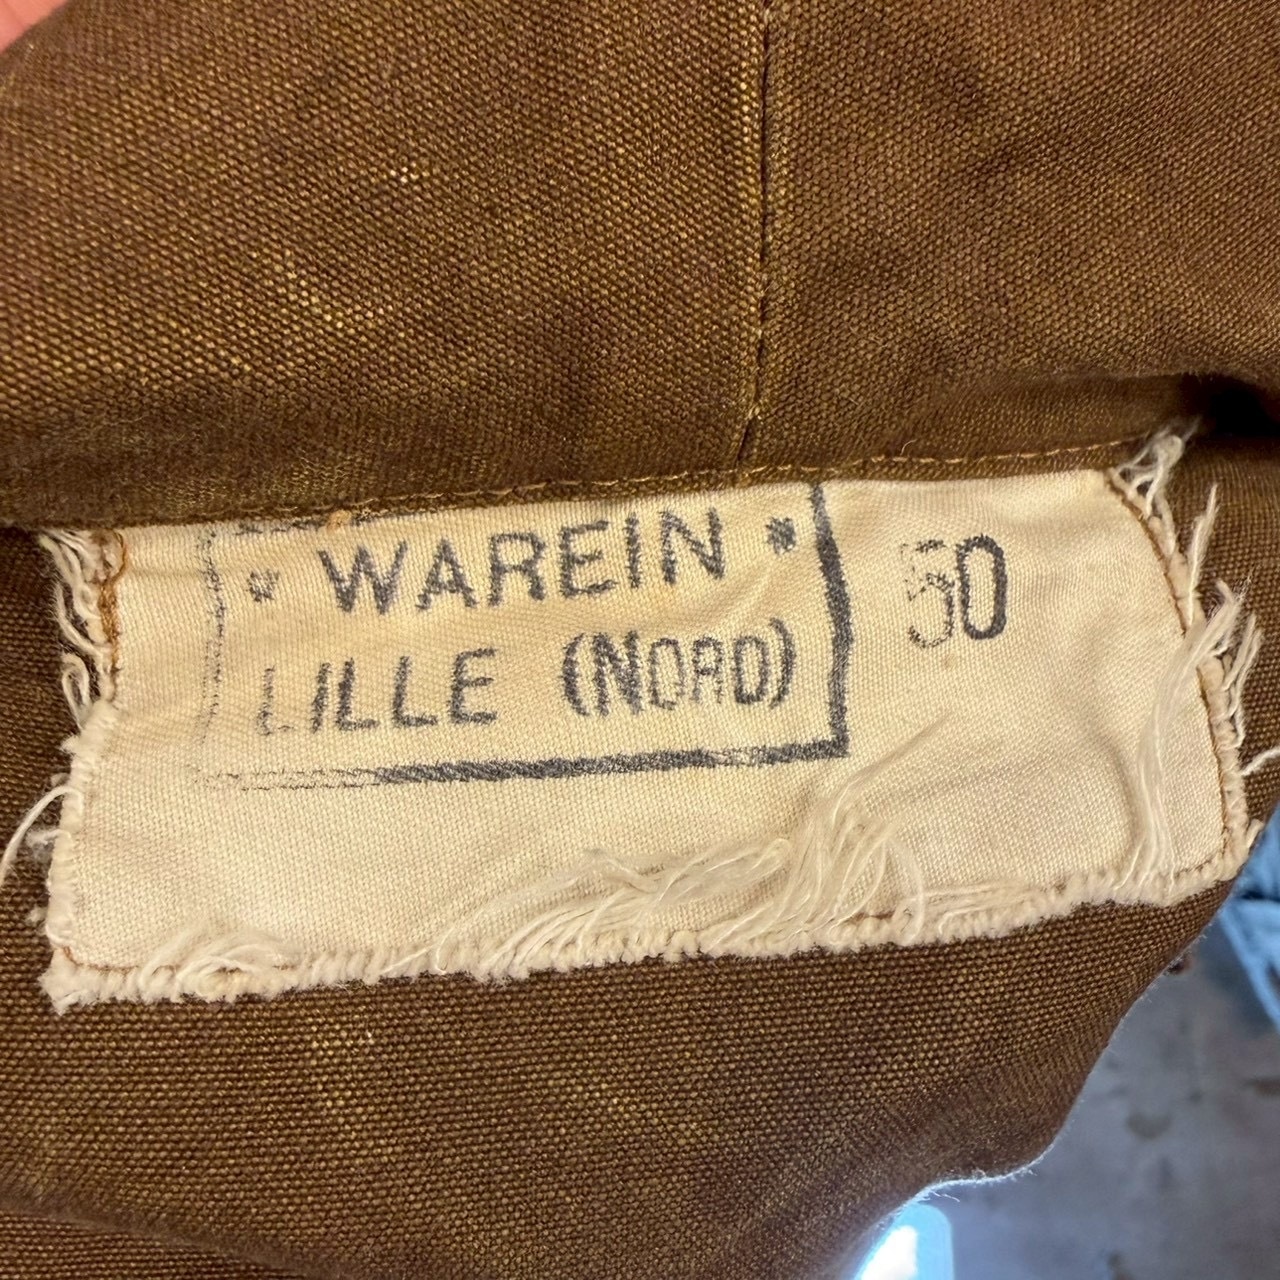 * WAREIN *
LILLE (NORD)
50